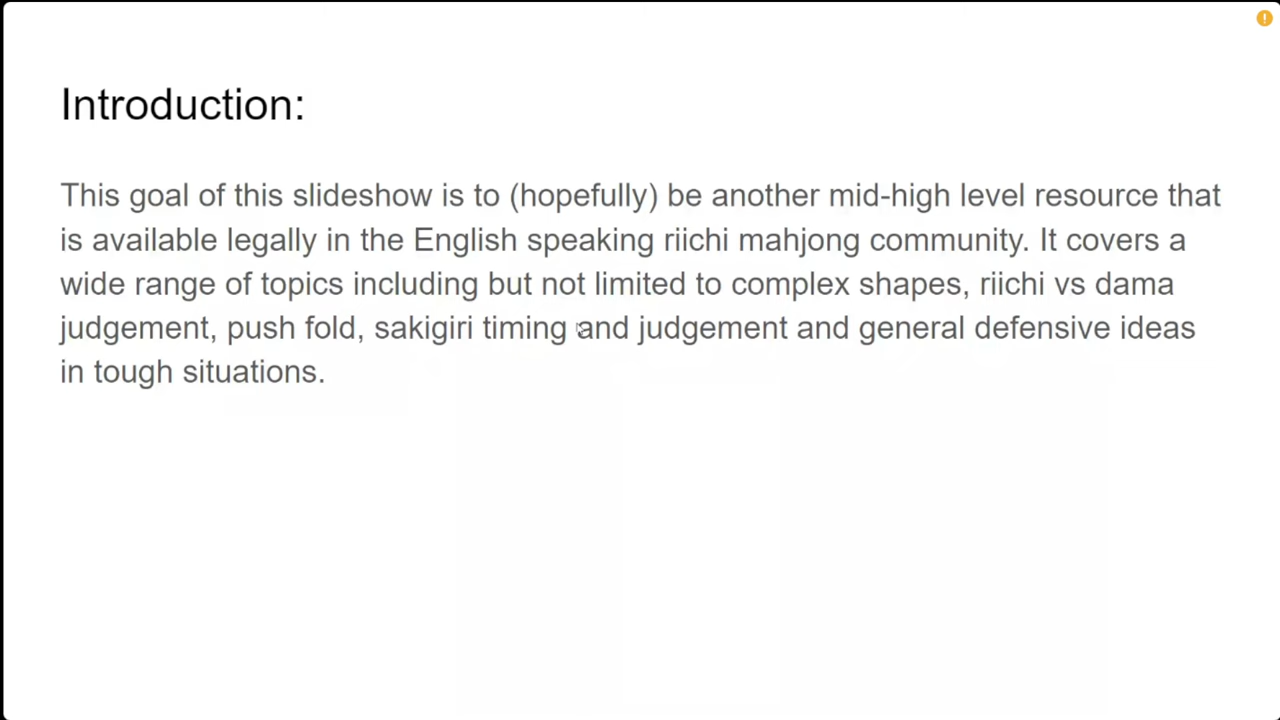 Introduction:
This goal of this slideshow is to (hopefully) be another mid-high level resource that
is available legally in the English speaking riichi mahjong community. It covers a
wide range of topics including but not limited to complex shapes, riichi vs dama
judgement, push fold, sakigiri timing and judgement and general defensive ideas
in tough situations.